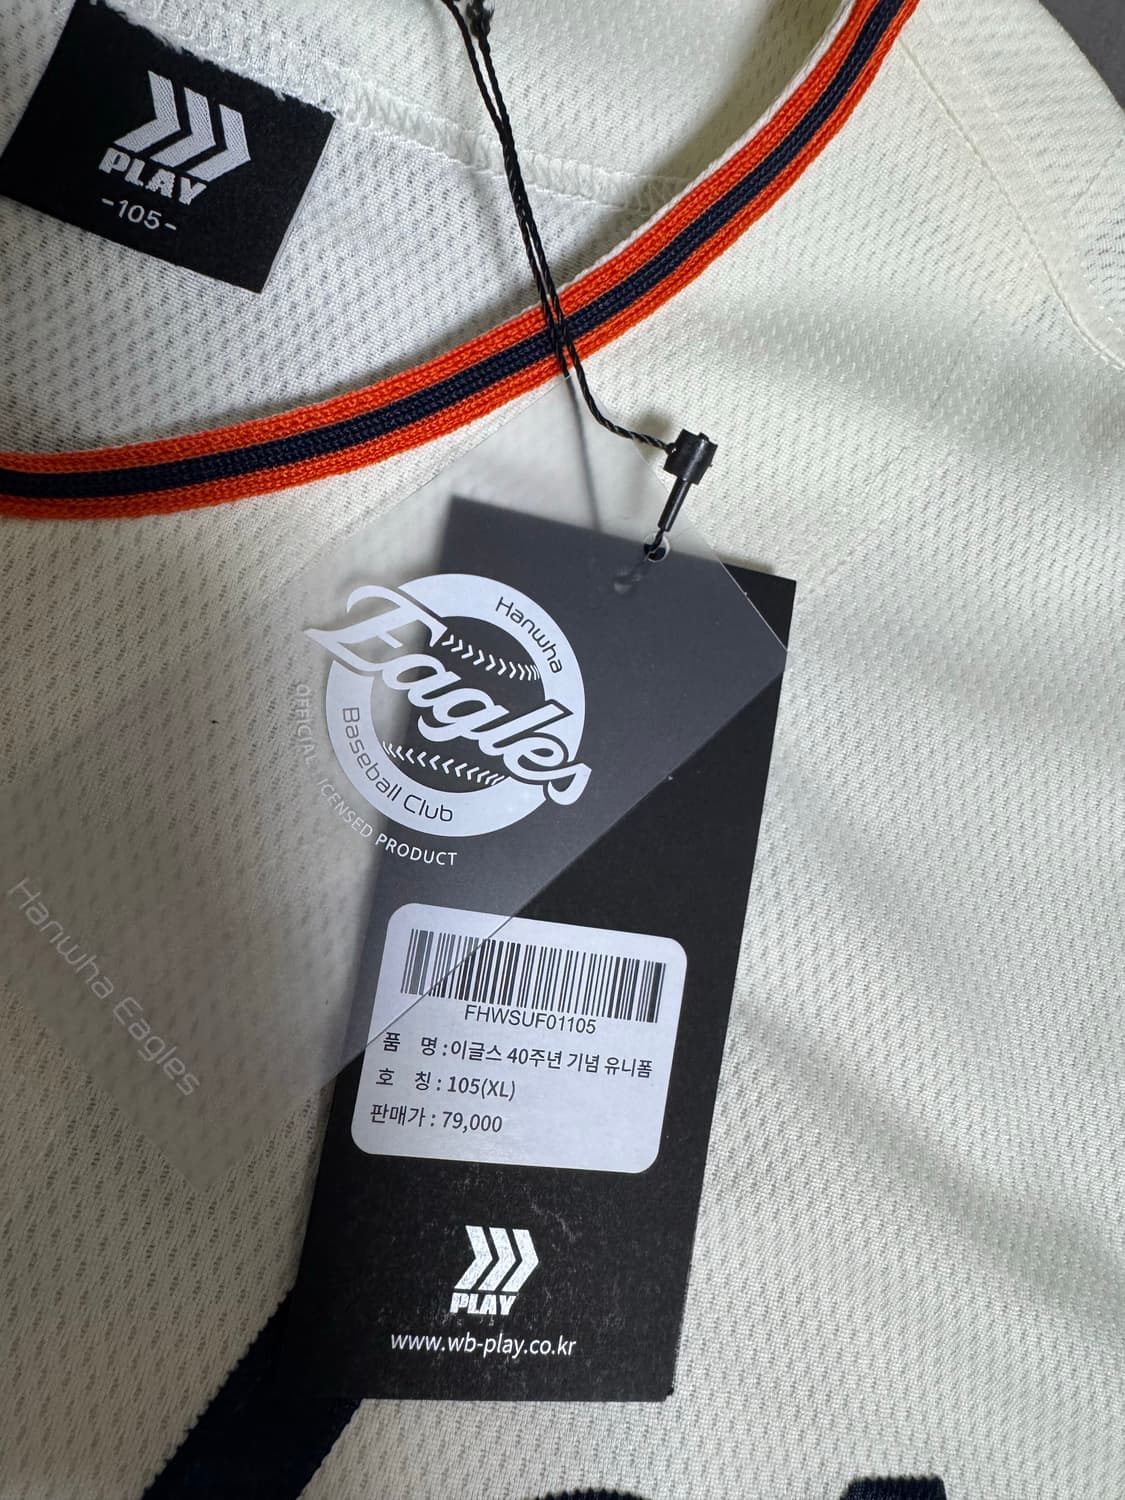 PLAY
-105-
Hanwha
Eagles
Baseball Club
OFFICIAL LICENSED PRODUCT
Hanwha Eagles
FHWSUF01105
품 명 : 이글스 40주년 기념 유니폼
호 칭 : 105(XL)
판매가 : 79,000
PLAY
www.wb-play.co.kr